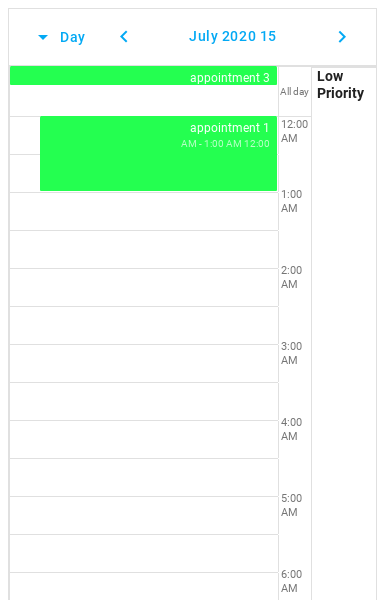 Day
July 2020 15
appointment 3
All day
Low
Priority
appointment 1
AM - 1:00 AM 12:00
12:00
AM
1:00
AM
2:00
AM
3:00
AM
4:00
AM
5:00
AM
6:00
AM